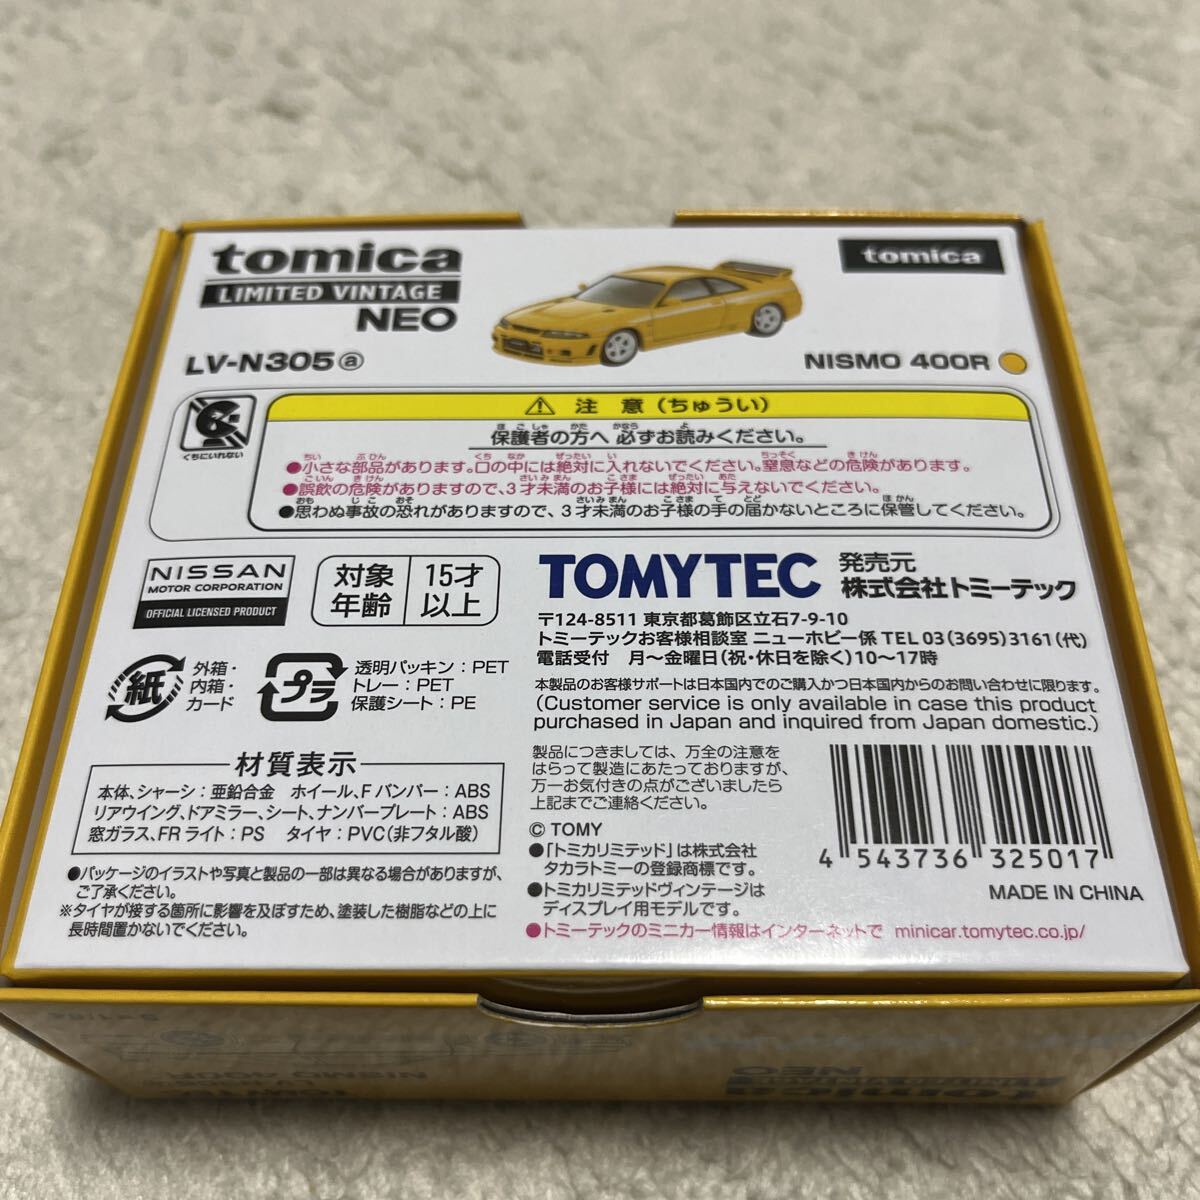 tomica
LIMITED VINTAGE
NEO
tomica
LV-N305 ⓐ
NISMO 400R
くちにいれない
⚠ 注 意 (ちゅうい)
保護者の方へ 必ずお読みください。
●小さな部品があります。口の中には絶対に入れないでください。窒息などの危険があります。
●誤飲の危険がありますので、3才未満のお子様には絶対に与えないでください。
●思わぬ事故の恐れがありますので、3才未満のお子様の手の届かないところに保管してください。
NISSAN
MOTOR CORPORATION
OFFICIAL LICENSED PRODUCT
対象
年齢
15才
以上
TOMYTEC
発売元
株式会社トミーテック
〒124-8511 東京都葛飾区立石7-9-10
トミーテックお客様相談室 ニューホビー係 TEL 03(3695)3161(代)
電話受付 月〜金曜日(祝・休日を除く)10〜17時
紙
外箱・
内箱・
カード
プラ
透明パッキン：PET
トレー：PET
保護シート：PE
本製品のお客様サポートは日本国内でのご購入かつ日本国内からのお問い合わせに限ります。
(Customer service is only available in case this product
purchased in Japan and inquired from Japan domestic.)
材質表示
本体、シャーシ：亜鉛合金 ホイール、Fバンパー：ABS
リアウイング、ドアミラー、シート、ナンバープレート：ABS
窓ガラス、FRライト：PS タイヤ：PVC(非フタル酸)
●パッケージのイラストや写真と製品の一部は異なる場合がありますが、
ご了承ください。
※タイヤが接する箇所に影響を及ぼすため、塗装した樹脂などの上に
長時間置かないでください。
製品につきましては、万全の注意を
はらって製造にあたっておりますが、
万一お気付きの点がございましたら
上記までご連絡ください。
© TOMY
●「トミカリミテッド」は株式会社
タカラトミーの登録商標です。
●トミカリミテッドヴィンテージは
ディスプレイ用モデルです。
●トミーテックのミニカー情報はインターネットで minicar.tomytec.co.jp/
4 543736 325017
MADE IN CHINA
S=1/64
NISMO 400R
tomica
NEO